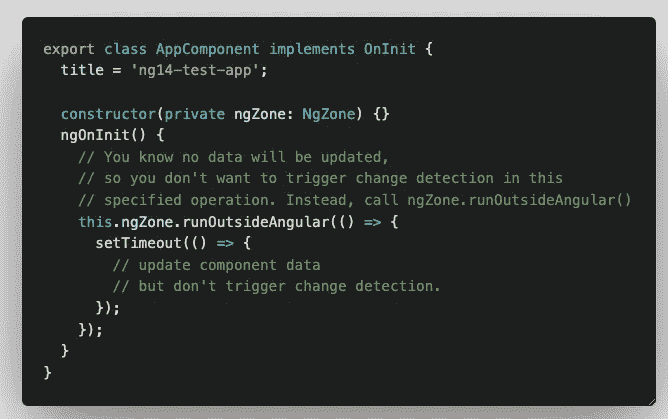 export class AppComponent implements OnInit {
title = 'ng14-test-app';
constructor(private ngZone: NgZone) {}
ngOnInit() {
// You know no data will be updated,
// so you don't want to trigger change detection in this
// specified operation. Instead, call ngZone.runOutsideAngular()
this.ngZone.runOutsideAngular(() => {
setTimeout(() => {
// update component data
// but don't trigger change detection.
});
});
}
}